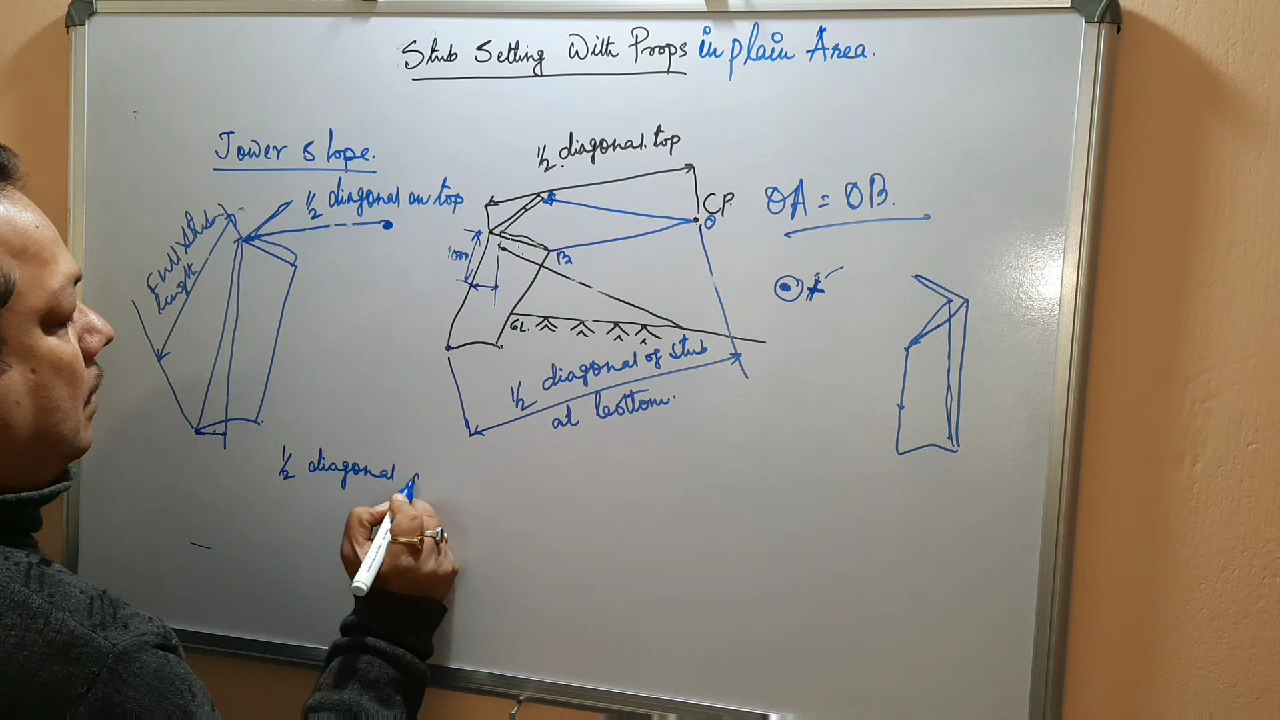 Stub Setting With Props in plain Area.
Tower slope.
1/2 diagonal on top
Full stub
length
1/2 diagonal top
A
CP
O
B
GL.
1/2 diagonal of stub
at bottom.
OA = OB.
1/2 diagonal